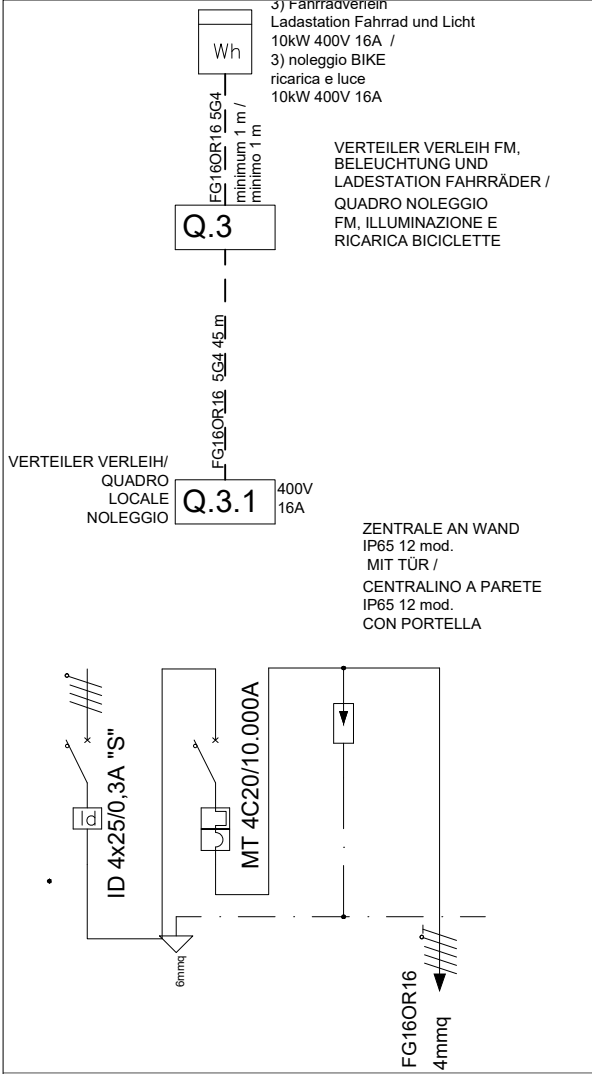 3) Fahrradverleih
Ladastation Fahrrad und Licht
10kW 400V 16A /
3) noleggio BIKE
ricarica e luce
10kW 400V 16A
Wh
FG16OR16 5G4
minimum 1 m /
minimo 1 m
Q.3
VERTEILER VERLEIH FM,
BELEUCHTUNG UND
LADESTATION FAHRRÄDER /
QUADRO NOLEGGIO
FM, ILLUMINAZIONE E
RICARICA BICICLETTE
FG16OR16 5G4 45 m
VERTEILER VERLEIH/
QUADRO
LOCALE
NOLEGGIO
Q.3.1
400V
16A
ZENTRALE AN WAND
IP65 12 mod.
MIT TÜR /
CENTRALINO A PARETE
IP65 12 mod.
CON PORTELLA
Id
ID 4x25/0,3A "S"
MT 4C20/10.000A
6mmq
FG16OR16
4mmq